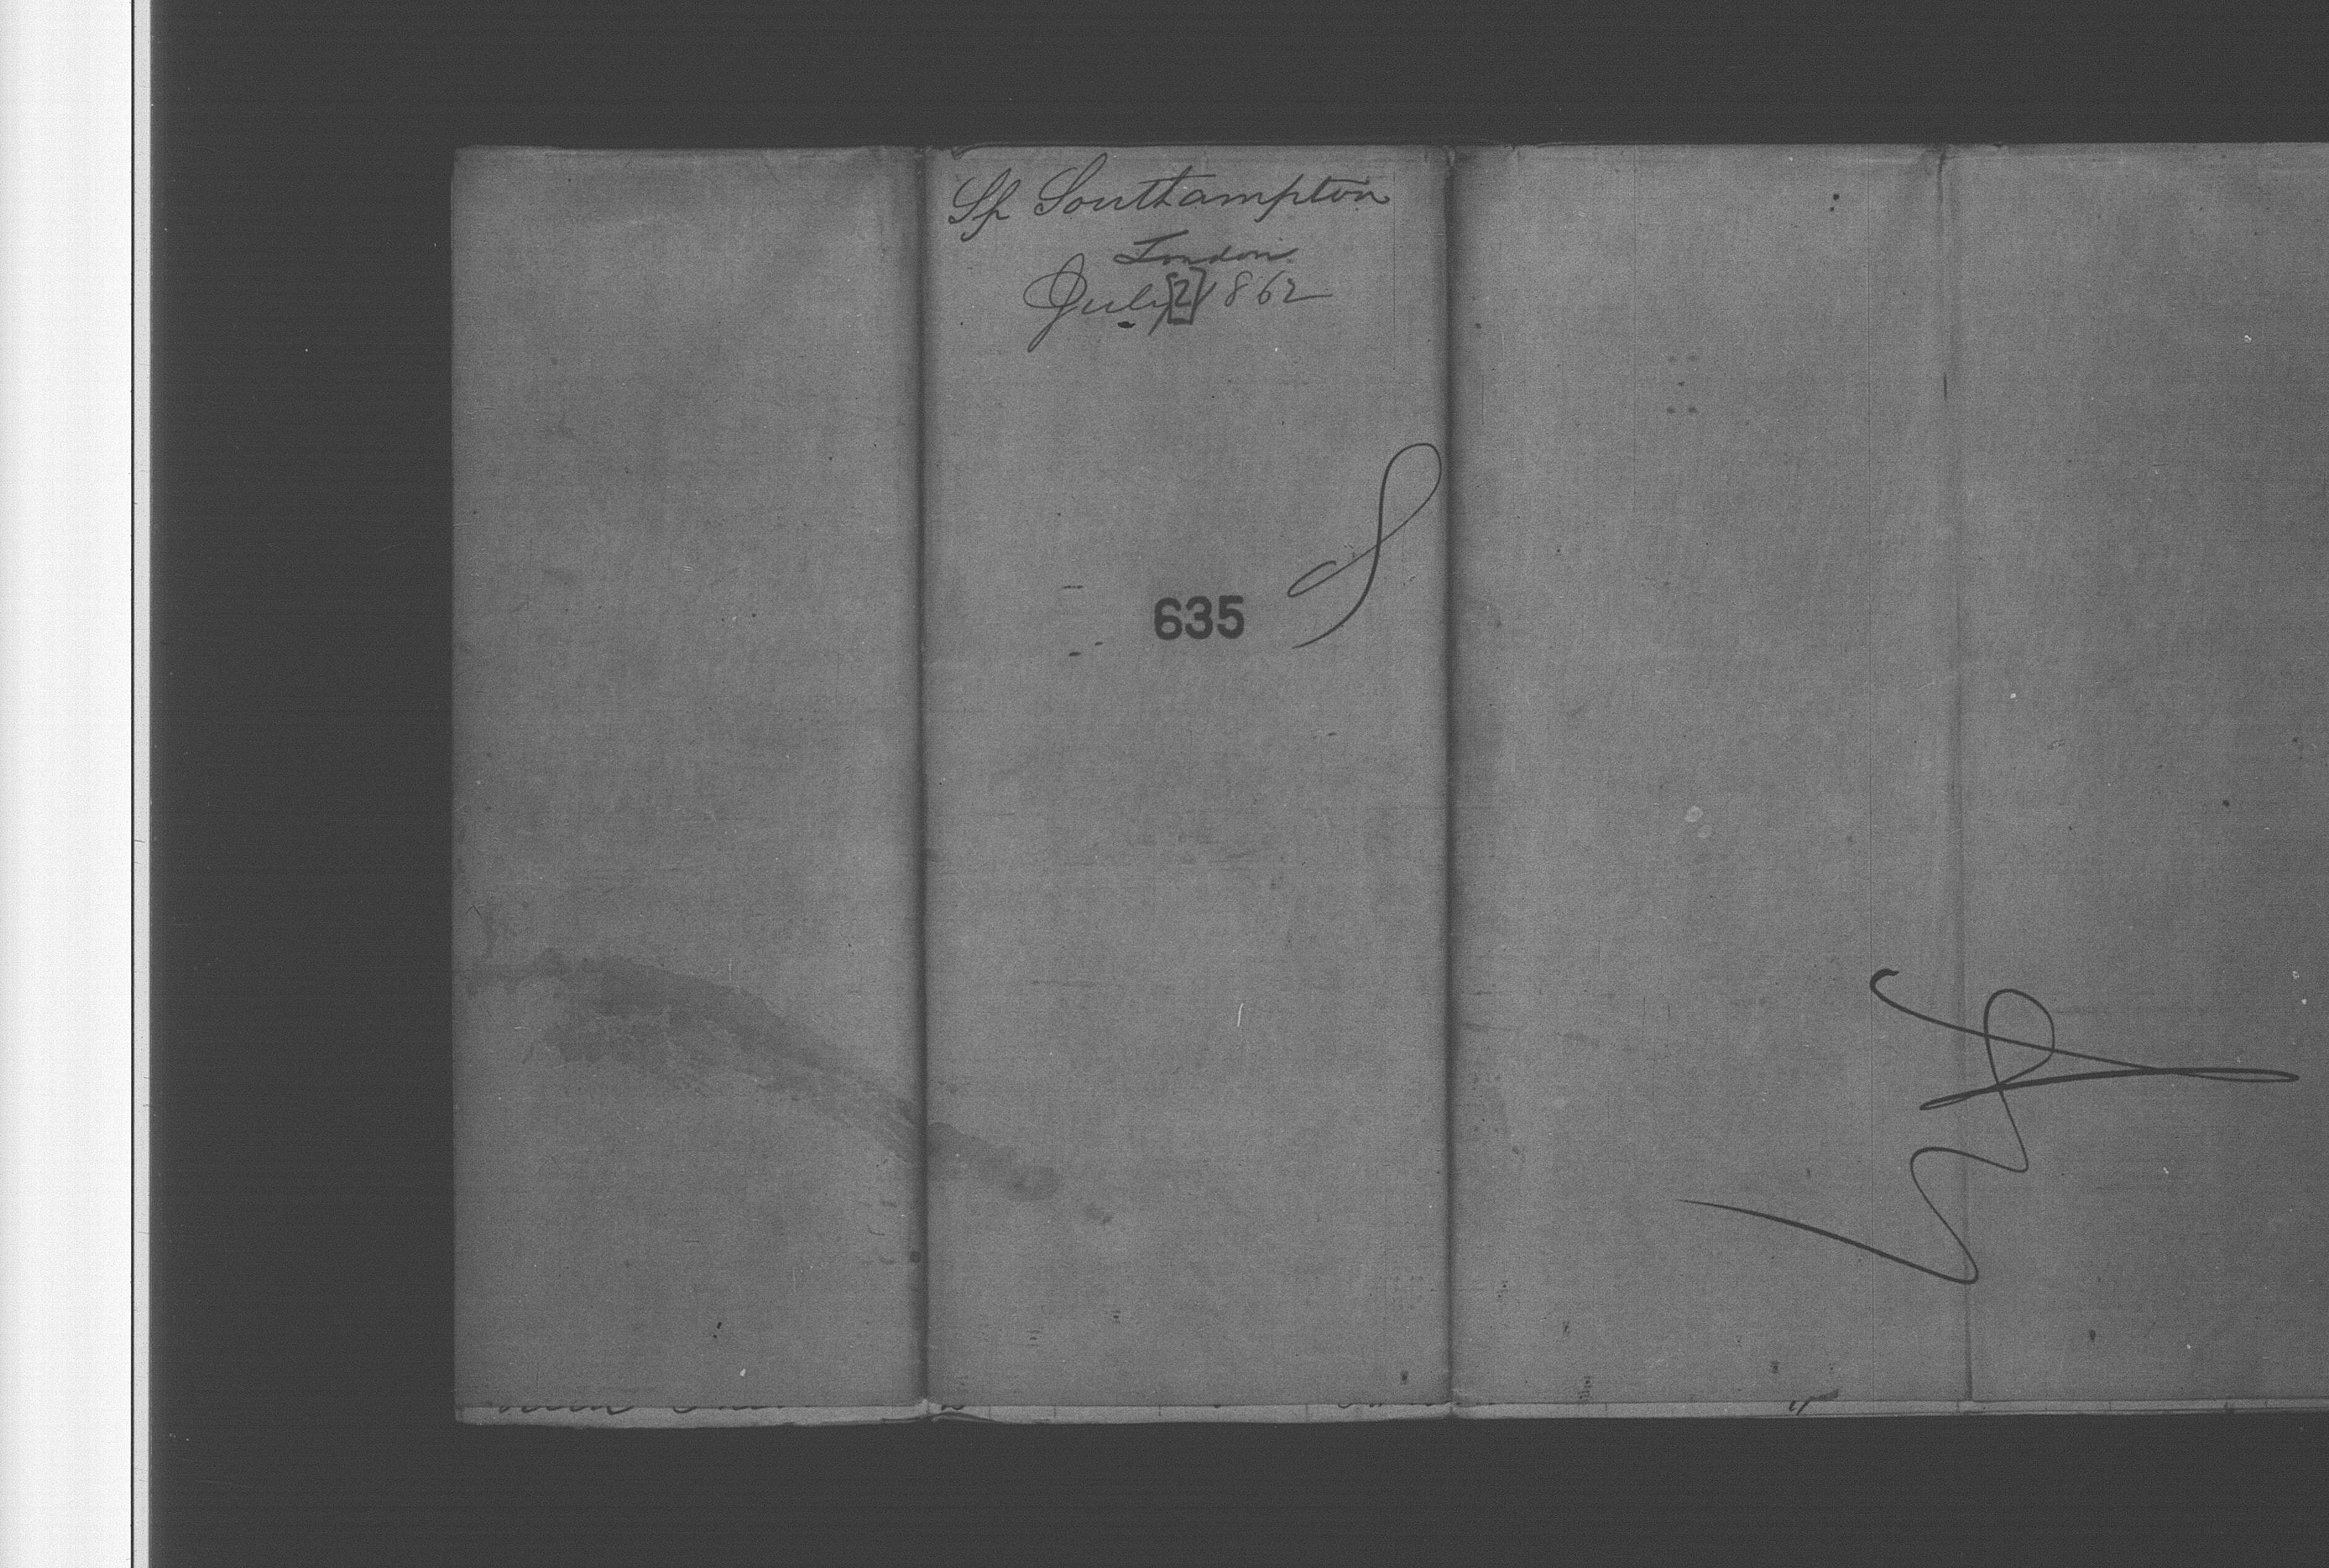 Sp Southampton
London
July [2] 1862
635